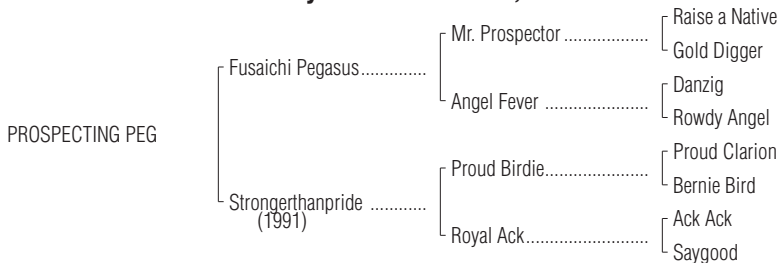 Raise a Native
Mr. Prospector ..................
Gold Digger
Fusaichi Pegasus..............
Danzig
Angel Fever ......................
Rowdy Angel
PROSPECTING PEG
Proud Clarion
Proud Birdie......................
Bernie Bird
Strongerthanpride ............
(1991)
Ack Ack
Royal Ack..........................
Saygood